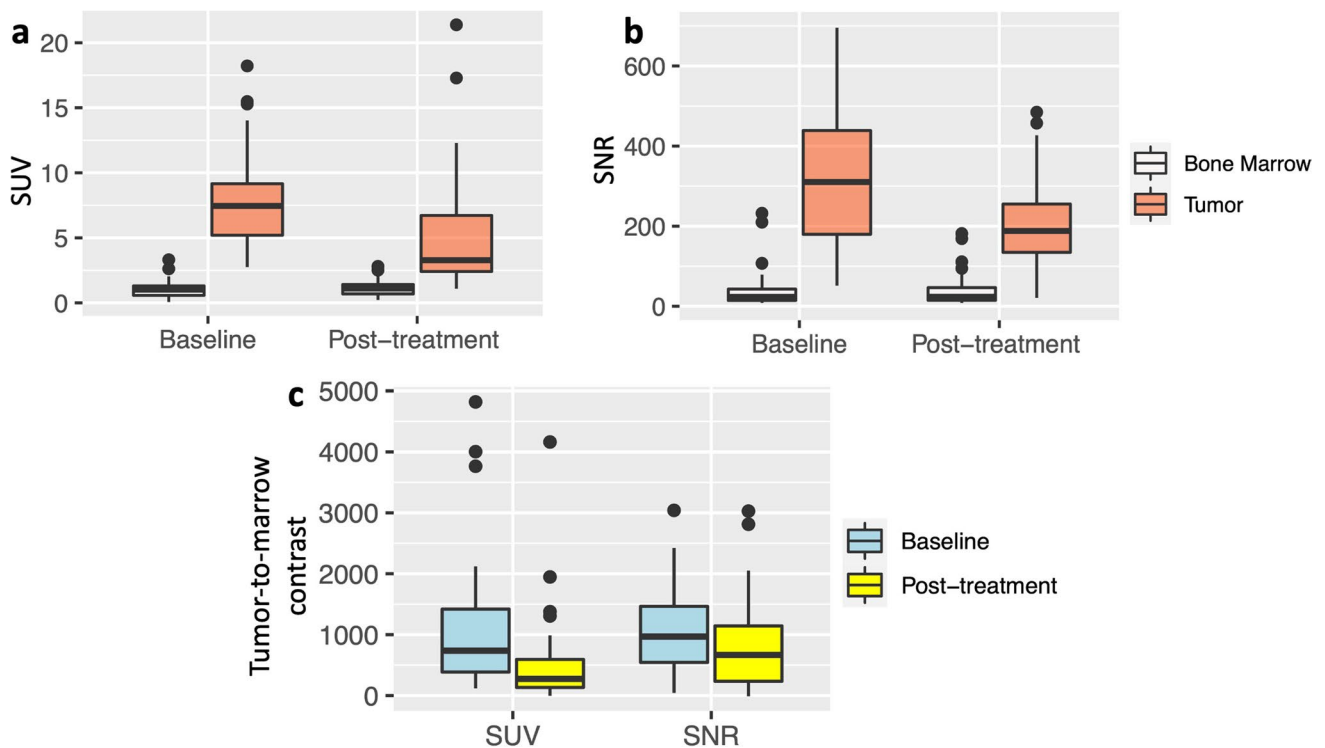 a
20
15
10
5
0
SUV
Baseline
Post-treatment
b
600
400
200
0
SNR
Baseline
Post-treatment
Bone Marrow
Tumor
c
5000
4000
3000
2000
1000
0
Tumor-to-marrow
contrast
SUV
SNR
Baseline
Post-treatment